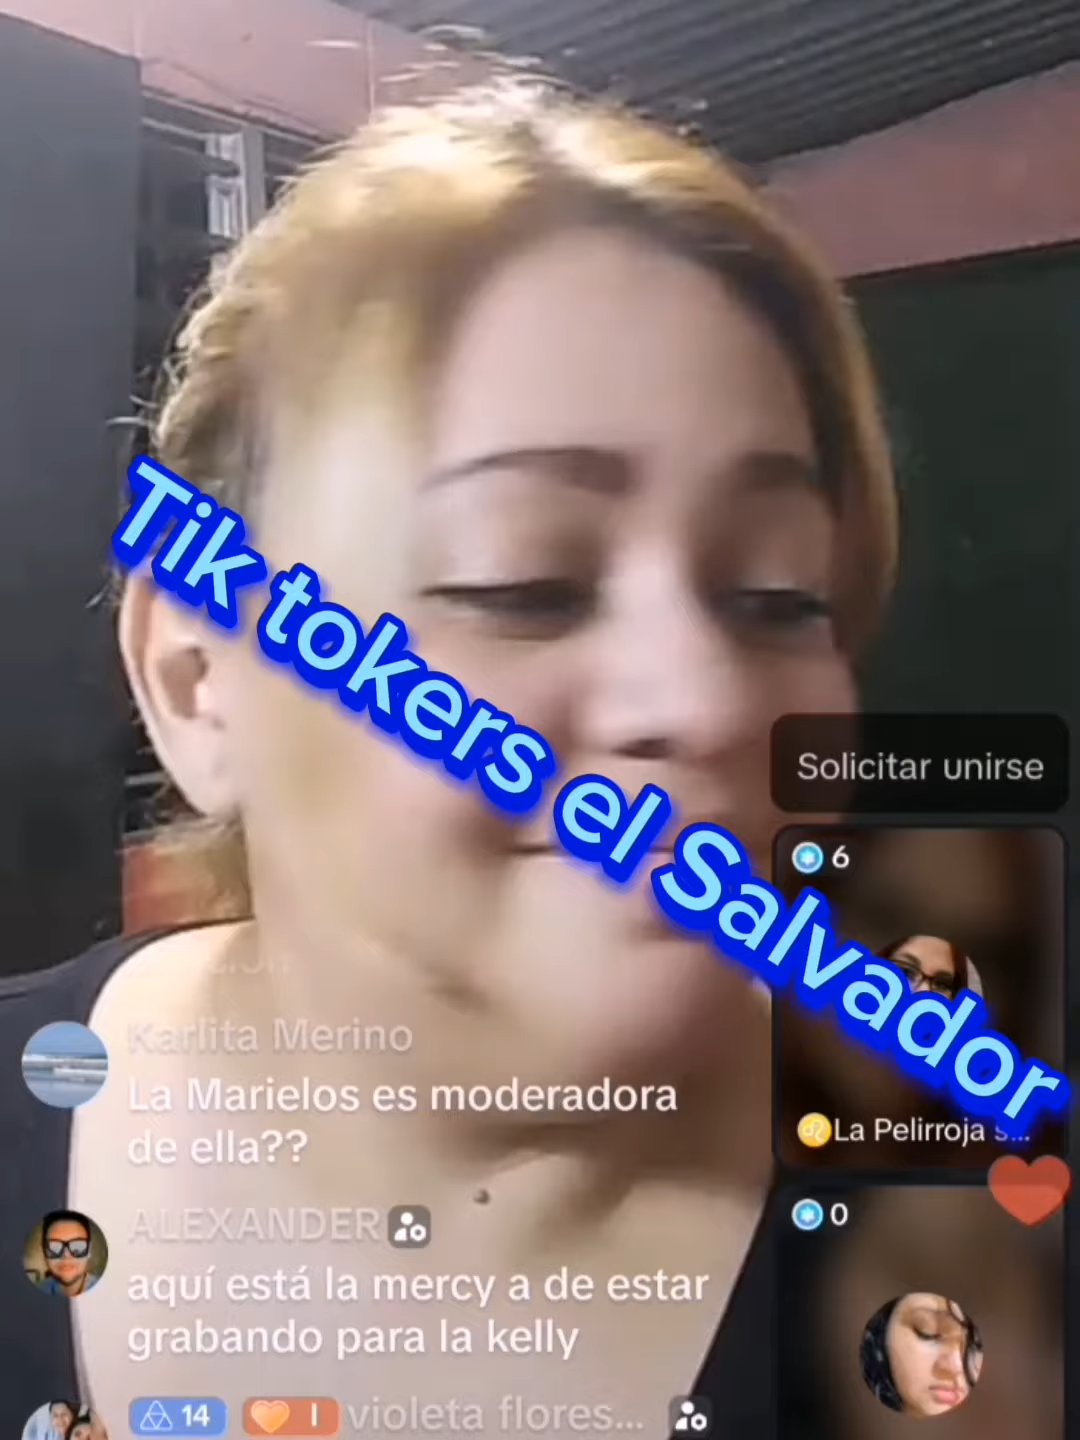 Tik tokers el Salvador
Solicitar unirse
6
La Pelirroja s...
0
Karlita Merino
La Marielos es moderadora
de ella??
ALEXANDER
aquí está la mercy a de estar
grabando para la kelly
14
1
violeta flores...